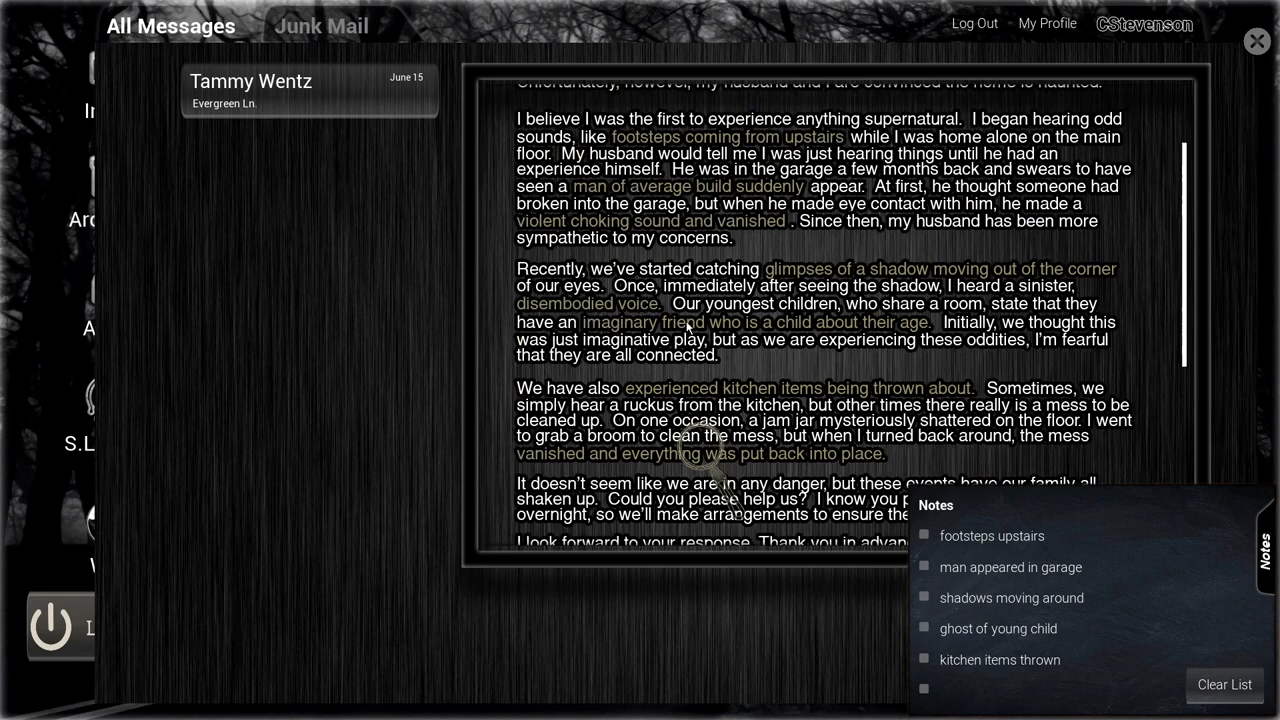 All Messages
Junk Mail
Log Out
My Profile
CStevenson
Tammy Wentz
June 15
Evergreen Ln.
Unfortunately, however, my husband and I are convinced the home is haunted.
I believe I was the first to experience anything supernatural. I began hearing odd
sounds, like footsteps coming from upstairs while I was home alone on the main
floor. My husband would tell me I was just hearing things until he had an
experience himself. He was in the garage a few months back and swears to have
seen a man of average build suddenly appear. At first, he thought someone had
broken into the garage, but when he made eye contact with him, he made a
violent choking sound and vanished . Since then, my husband has been more
sympathetic to my concerns.
Recently, we've started catching glimpses of a shadow moving out of the corner
of our eyes. Once, immediately after seeing the shadow, I heard a sinister,
disembodied voice. Our youngest children, who share a room, state that they
have an imaginary friend who is a child about their age. Initially, we thought this
was just imaginative play, but as we are experiencing these oddities, I'm fearful
that they are all connected.
We have also experienced kitchen items being thrown about. Sometimes, we
simply hear a ruckus from the kitchen, but other times there really is a mess to be
cleaned up. On one occasion, a jam jar mysteriously shattered on the floor. I went
to grab a broom to clean the mess, but when I turned back around, the mess
vanished and everything was put back into place.
It doesn't seem like we are in any danger, but these events have our family all
shaken up. Could you please help us? I know you p
overnight, so we'll make arrangements to ensure the
I look forward to your response. Thank you in advan
In
Arc
A
S.L
L
Notes
footsteps upstairs
man appeared in garage
shadows moving around
ghost of young child
kitchen items thrown
Clear List
Notes